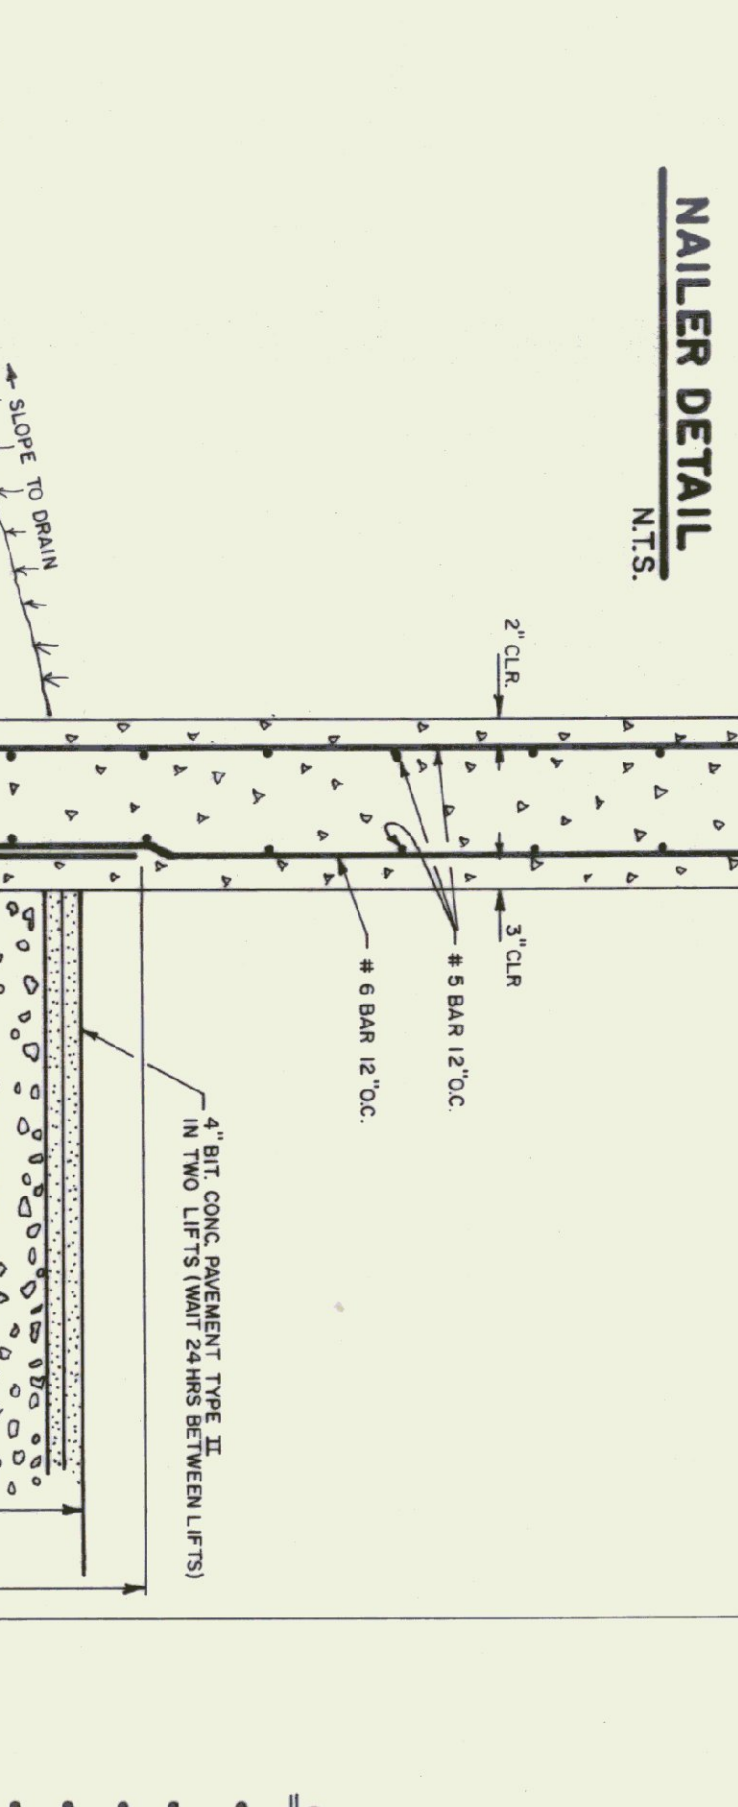 NAILER DETAIL
N.T.S.
2" CLR.
SLOPE TO DRAIN
3" CLR
# 5 BAR 12" O.C.
# 6 BAR 12" O.C.
4" BIT. CONC. PAVEMENT TYPE II
IN TWO LIFTS (WAIT 24 HRS BETWEEN LIFTS)